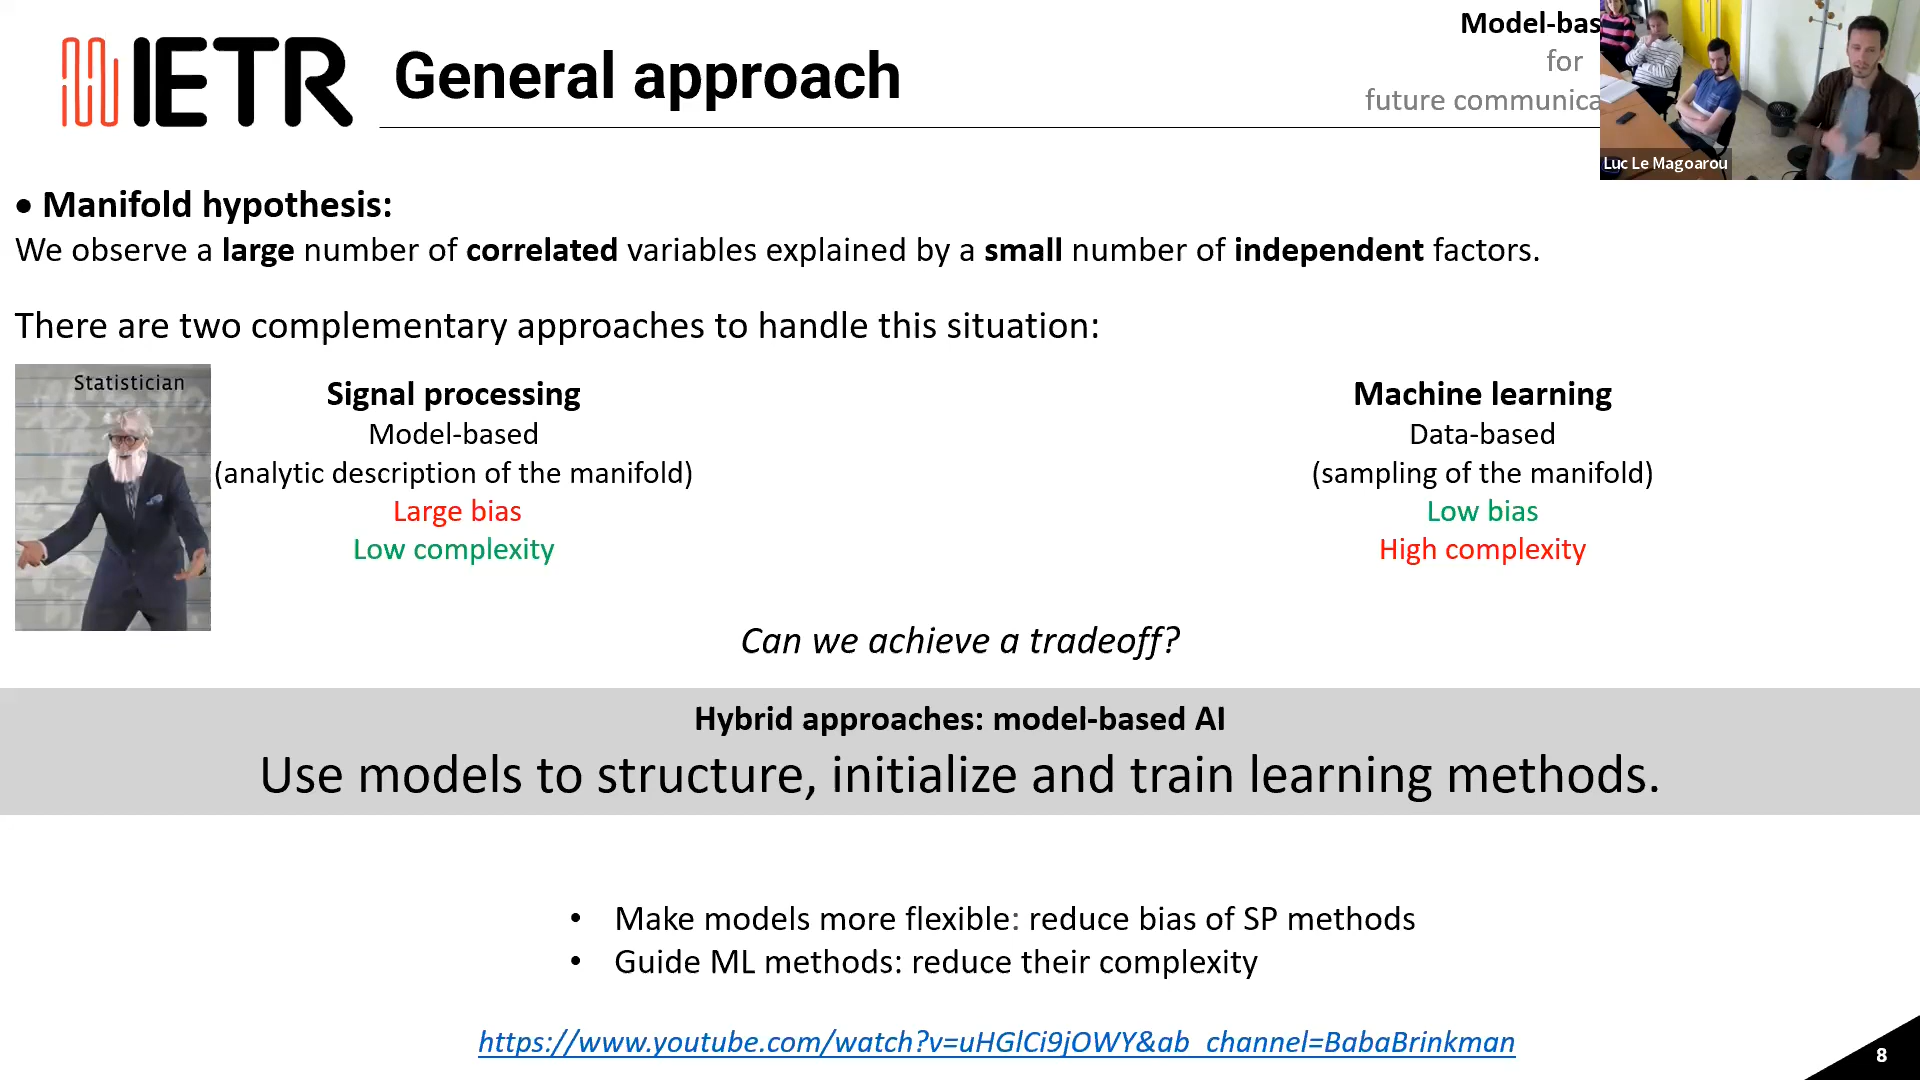 IETR
General approach
Model-bas
for
future communica
Luc Le Magoarou
• Manifold hypothesis:
We observe a large number of correlated variables explained by a small number of independent factors.
There are two complementary approaches to handle this situation:
Statistician
Signal processing
Model-based
(analytic description of the manifold)
Large bias
Low complexity
Machine learning
Data-based
(sampling of the manifold)
Low bias
High complexity
Can we achieve a tradeoff?
Hybrid approaches: model-based AI
Use models to structure, initialize and train learning methods.
• Make models more flexible: reduce bias of SP methods
• Guide ML methods: reduce their complexity
https://www.youtube.com/watch?v=uHGlCi9jOWY&ab_channel=BabaBrinkman
8